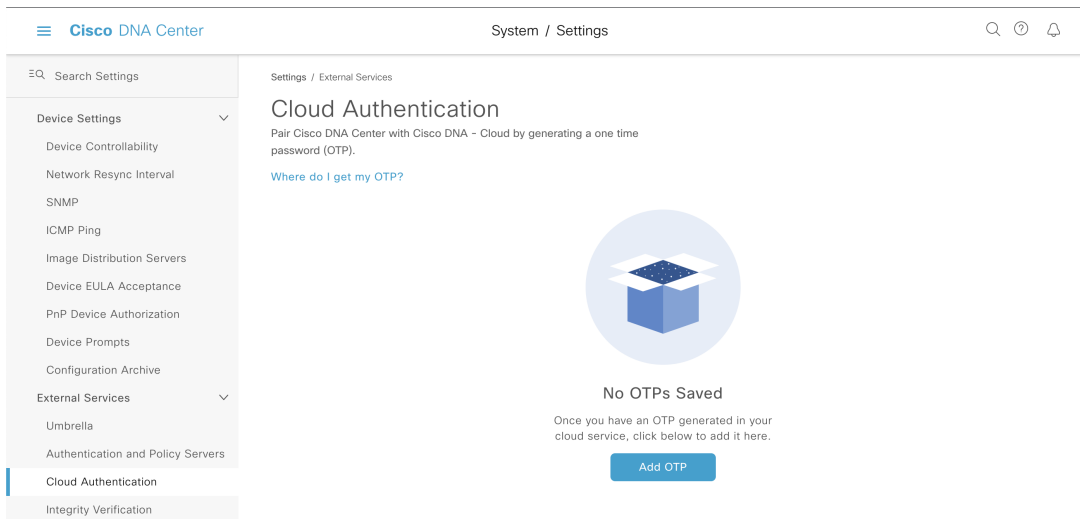 Cisco DNA Center
System / Settings
Search Settings
Device Settings
Device Controllability
Network Resync Interval
SNMP
ICMP Ping
Image Distribution Servers
Device EULA Acceptance
PnP Device Authorization
Device Prompts
Configuration Archive
External Services
Umbrella
Authentication and Policy Servers
Cloud Authentication
Integrity Verification
Settings / External Services
Cloud Authentication
Pair Cisco DNA Center with Cisco DNA - Cloud by generating a one time
password (OTP).
Where do I get my OTP?
No OTPs Saved
Once you have an OTP generated in your
cloud service, click below to add it here.
Add OTP